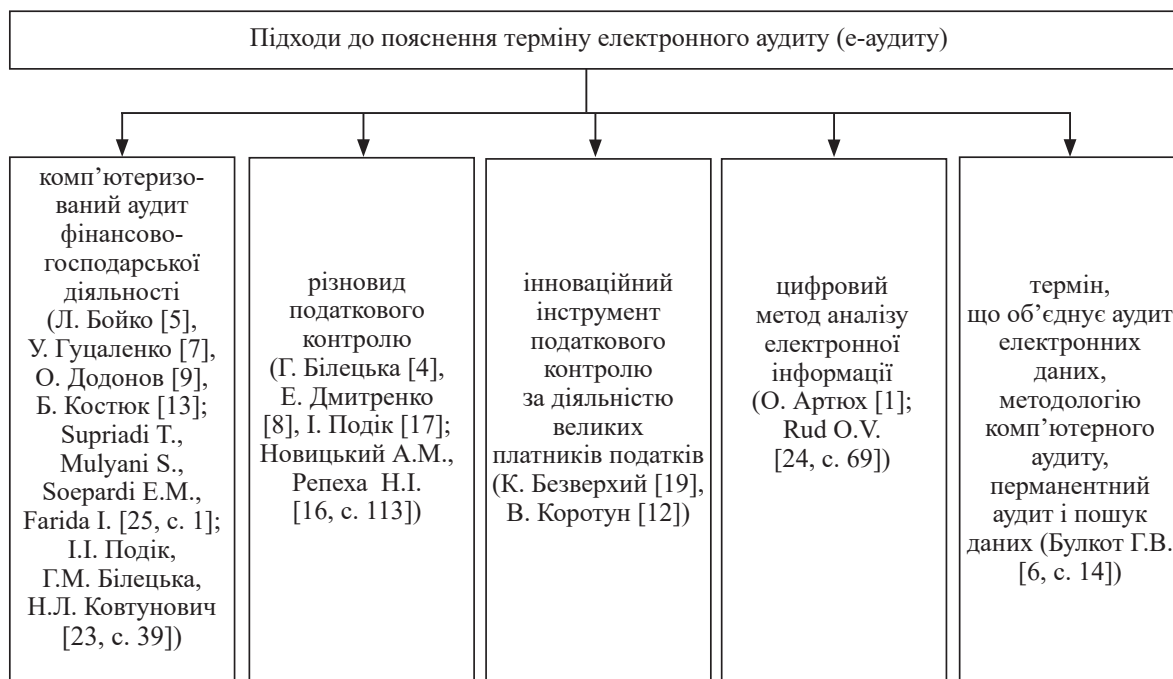 Підходи до пояснення терміну електронного аудиту (е-аудиту)
комп’ютеризо-
ваний аудит
фінансово-
господарської
діяльності
(Л. Бойко [5],
У. Гуцаленко [7],
О. Додонов [9],
Б. Костюк [13];
Supriadi T.,
Mulyani S.,
Soepardi E.M.,
Farida I. [25, с. 1];
І.І. Подік,
Г.М. Білецька,
Н.Л. Ковтунович
[23, с. 39])
різновид
податкового
контролю
(Г. Білецька [4],
Е. Дмитренко
[8], І. Подік [17];
Новицький А.М.,
Репеха Н.І.
[16, с. 113])
інноваційний
інструмент
податкового
контролю
за діяльністю
великих
платників податків
(К. Безверхий [19],
В. Коротун [12])
цифровий
метод аналізу
електронної
інформації
(О. Артюх [1];
Rud O.V.
[24, с. 69])
термін,
що об’єднує аудит
електронних
даних,
методологію
комп’ютерного
аудиту,
перманентний
аудит і пошук
даних (Булкот Г.В.
[6, с. 14])